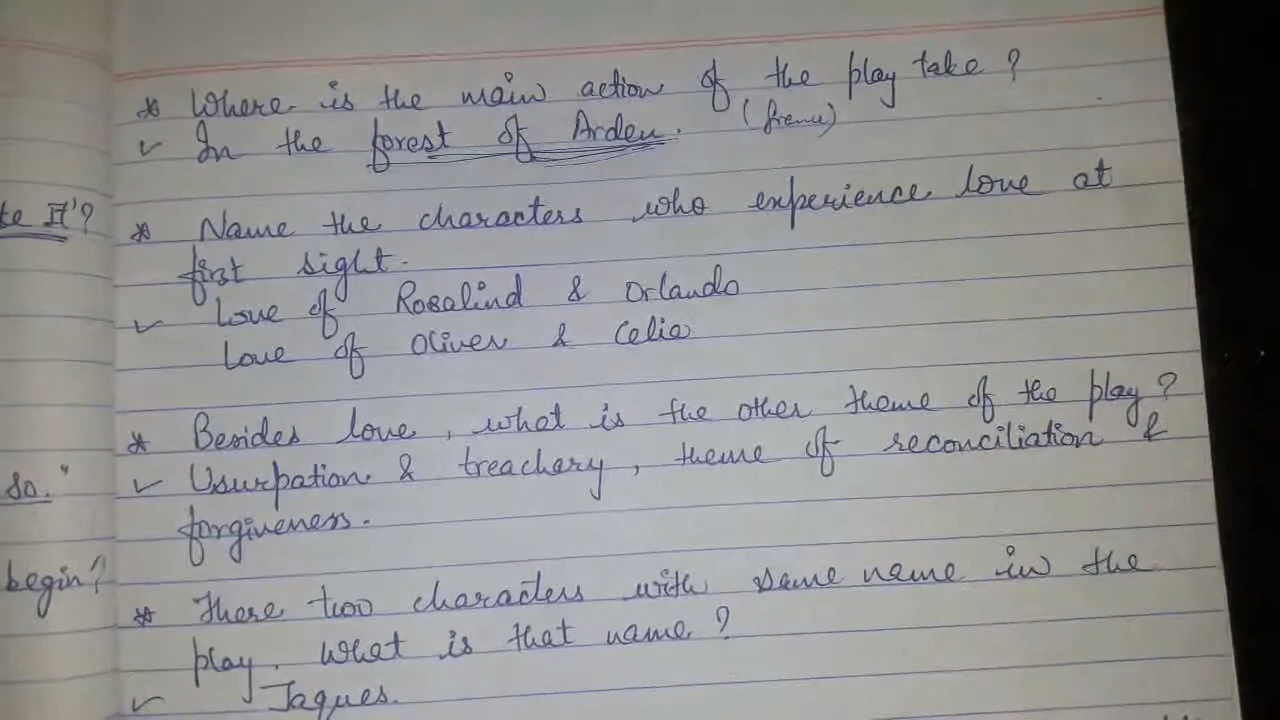 * Where is the main action of the play take ?
✓ In the forest of Arden. (france)
ke It'?
* Name the characters who experience love at
first sight.
✓ Love of Rosalind & Orlando
Love of Oliver & Celia
* Besides love, what is the other theme of the play ?
so."
✓ Usurpation & treachary, theme of reconciliation &
forgiveness.
begin?
* There two characters with same name in the
play. What is that name ?
✓ Jaques.